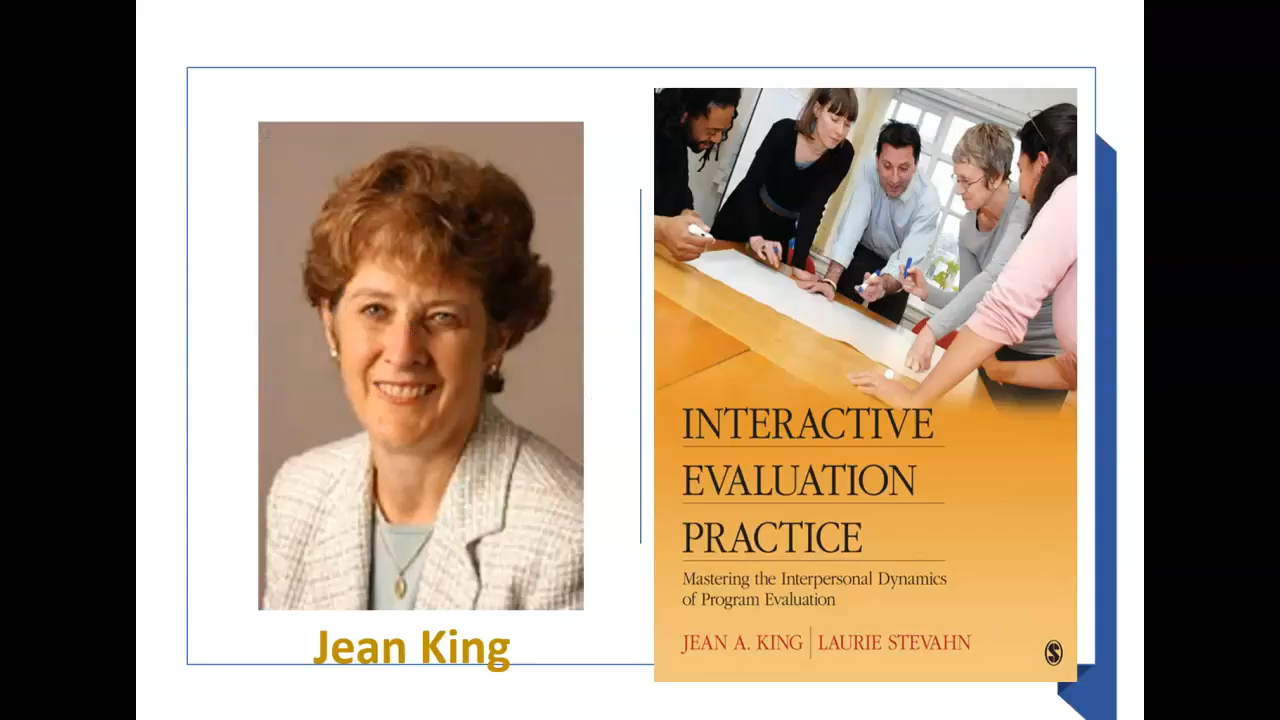 Jean King
INTERACTIVE
EVALUATION
PRACTICE
Mastering the Interpersonal Dynamics
of Program Evaluation
JEAN A. KING | LAURIE STEVAHN